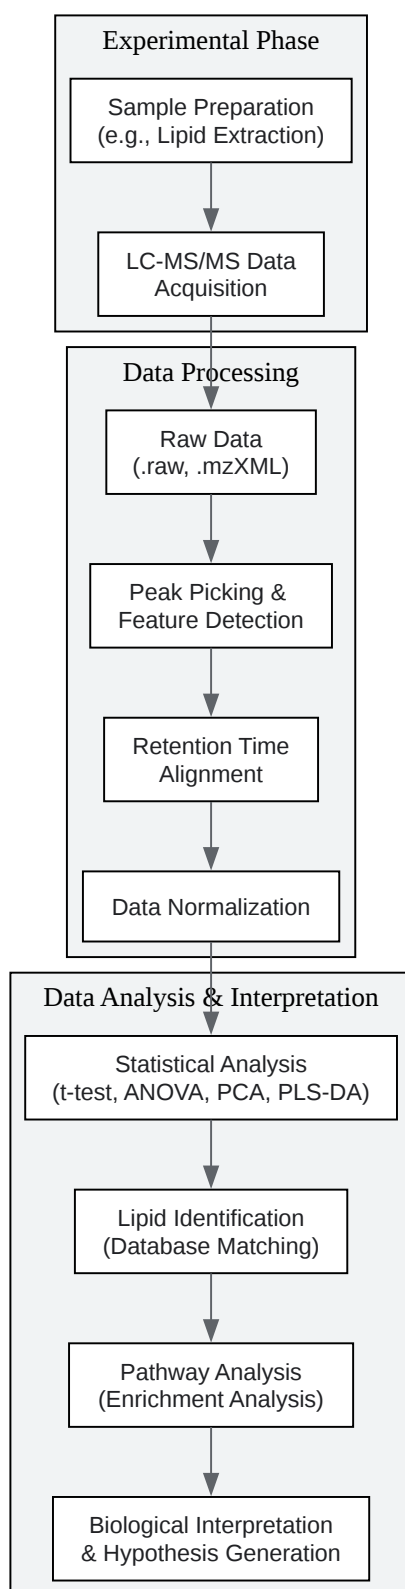 Experimental Phase
Sample Preparation
(e.g., Lipid Extraction)
LC-MS/MS Data
Acquisition
Data Processing
Raw Data
(.raw, .mzXML)
Peak Picking &
Feature Detection
Retention Time
Alignment
Data Normalization
Data Analysis & Interpretation
Statistical Analysis
(t-test, ANOVA, PCA, PLS-DA)
Lipid Identification
(Database Matching)
Pathway Analysis
(Enrichment Analysis)
Biological Interpretation
& Hypothesis Generation